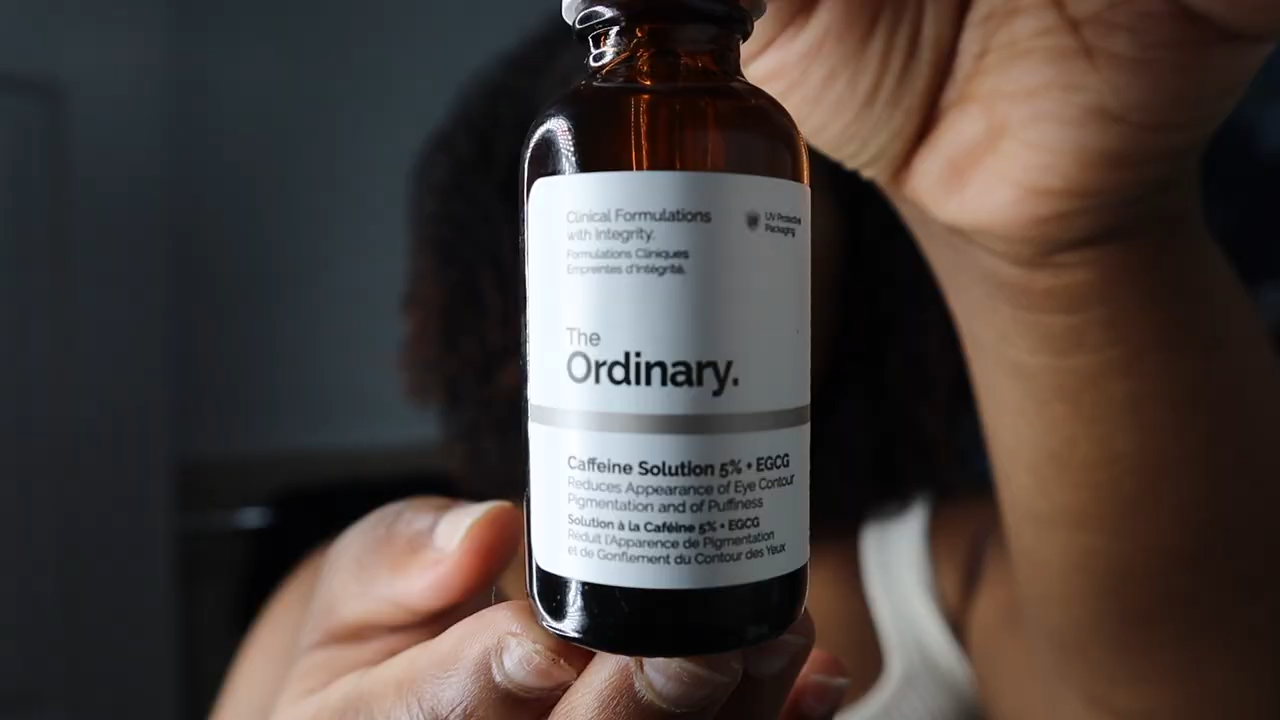 Clinical Formulations
with Integrity.
Formulations Cliniques
Empreintes d'Intégrité.
UV Protective
Packaging
The
Ordinary.
Caffeine Solution 5% + EGCG
Reduces Appearance of Eye Contour
Pigmentation and of Puffiness
Solution à la Caféine 5% + EGCG
Réduit l'Apparence de Pigmentation
et de Gonflement du Contour des Yeux